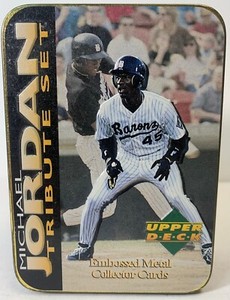 MICHAEL
JORDAN
TRIBUTE SET
Barons
45
UPPER
DECK
Embossed Metal
Collector Cards